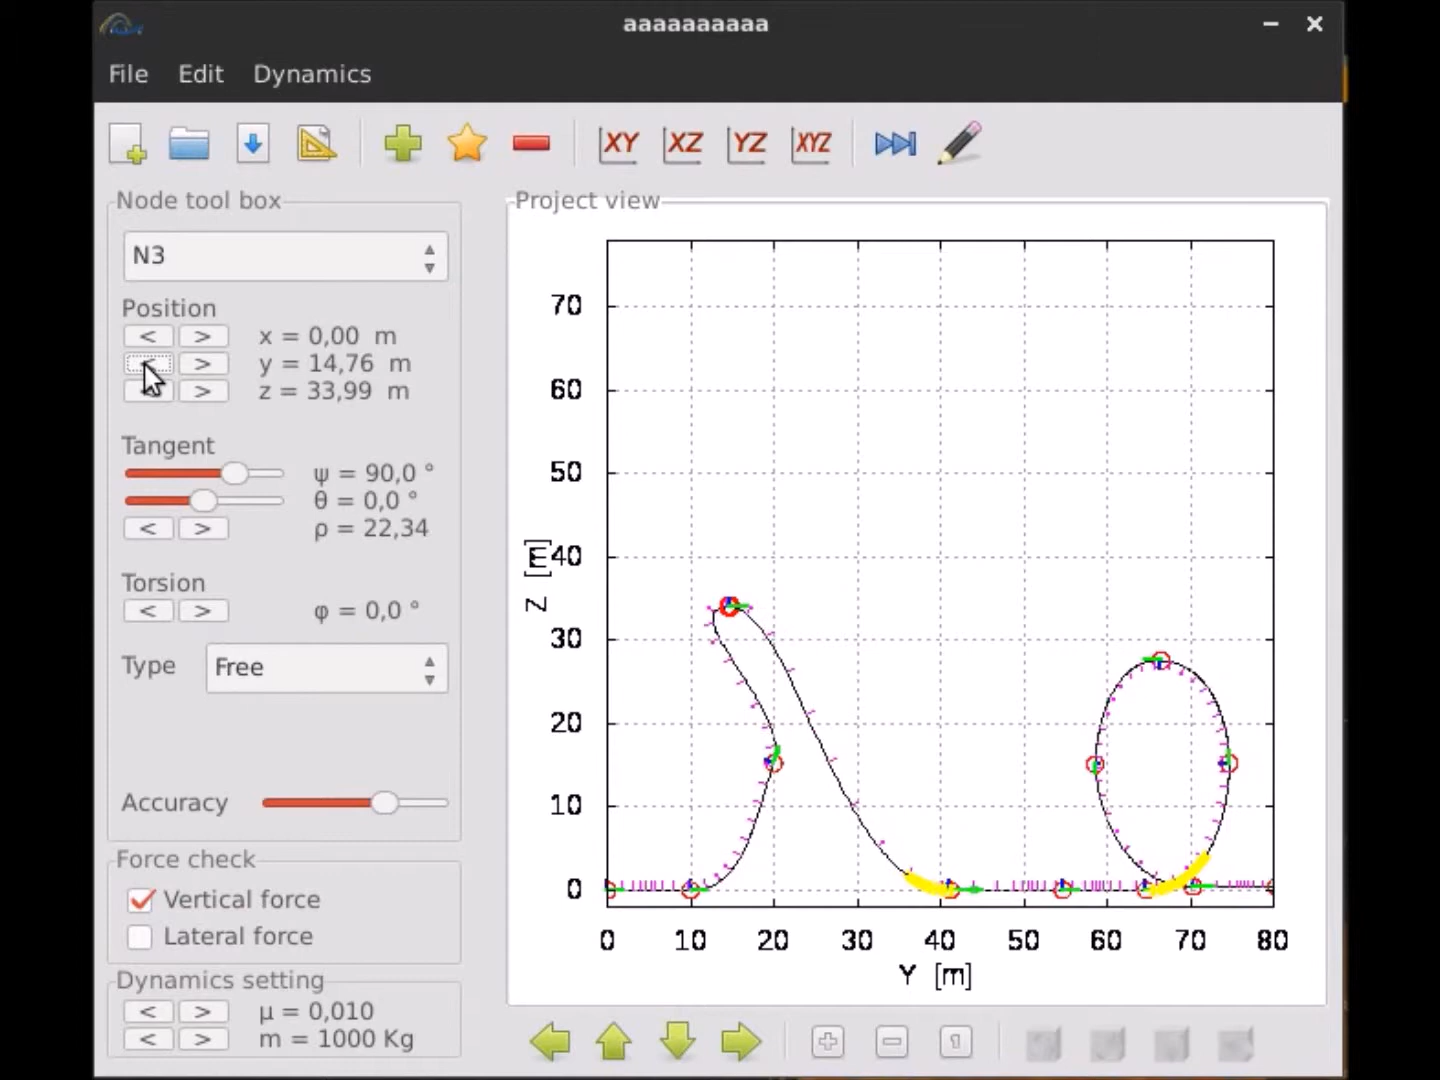 aaaaaaaaaa
File Edit Dynamics
XY XZ YZ XYZ
Node tool box
N3
Position
< > x = 0,00 m
< > y = 14,76 m
< > z = 33,99 m
Tangent
ψ = 90,0 °
θ = 0,0 °
< > ρ = 22,34
Torsion
< > φ = 0,0 °
Type Free
Accuracy
Force check
Vertical force
Lateral force
Dynamics setting
< > μ = 0,010
< > m = 1000 Kg
Project view
70
60
50
40
30
20
10
0
Z [m]
0 10 20 30 40 50 60 70 80
Y [m]